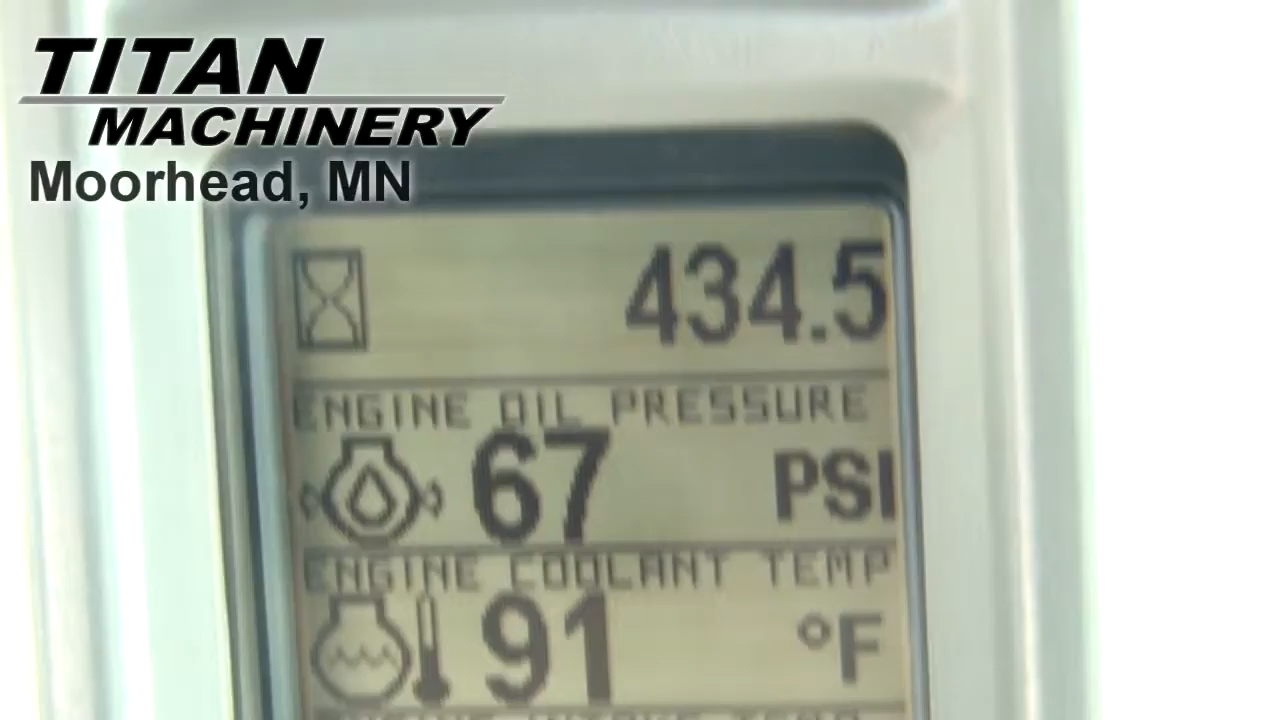 TITAN
MACHINERY
Moorhead, MN
434.5
ENGINE OIL PRESSURE
67 PSI
ENGINE COOLANT TEMP
91 °F